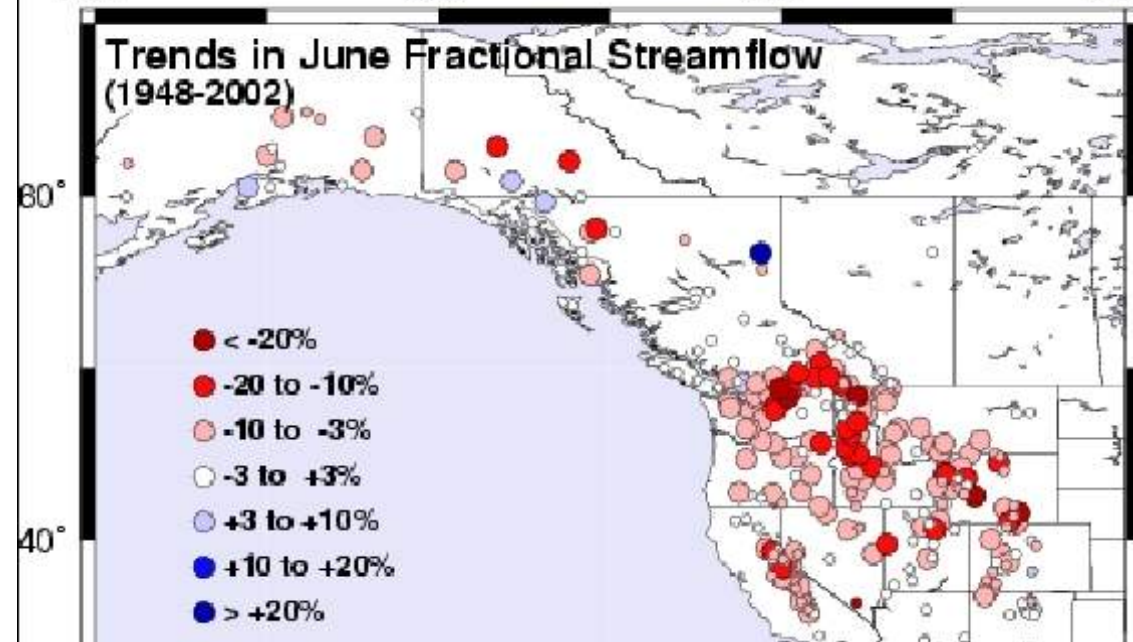 Trends in June Fractional Streamflow
(1948-2002)
60°
< -20%
-20 to -10%
-10 to -3%
-3 to +3%
+3 to +10%
40°
+10 to +20%
> +20%